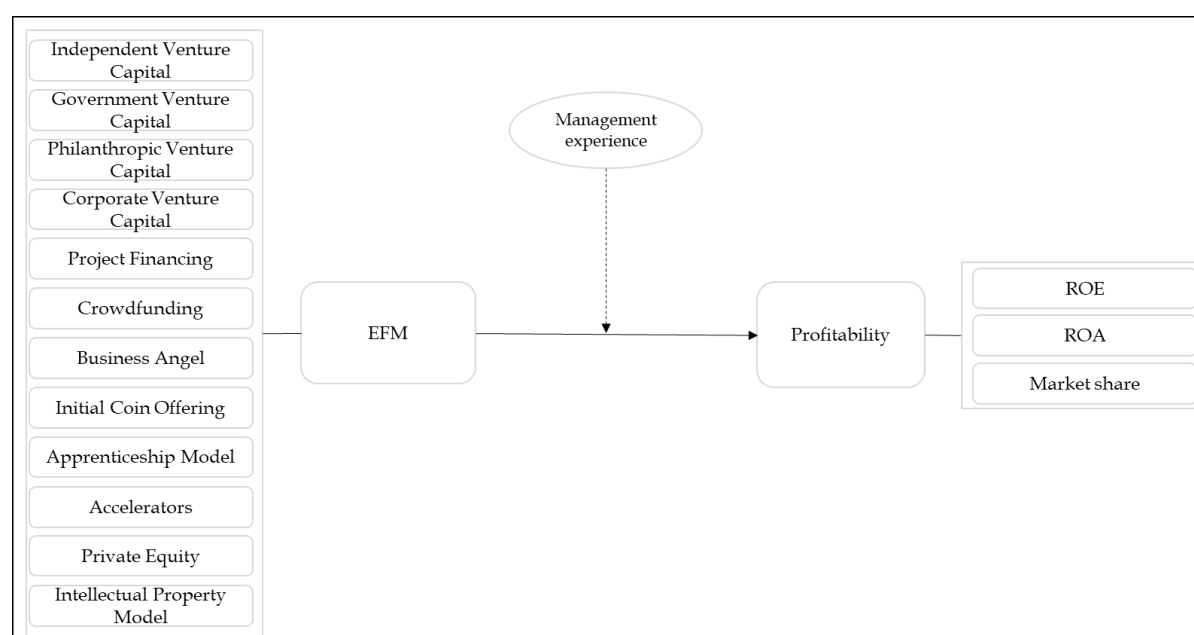 Independent Venture
Capital
Government Venture
Capital
Philanthropic Venture
Capital
Corporate Venture
Capital
Project Financing
Crowdfunding
Business Angel
Initial Coin Offering
Apprenticeship Model
Accelerators
Private Equity
Intellectual Property
Model
EFM
Management
experience
Profitability
ROE
ROA
Market share